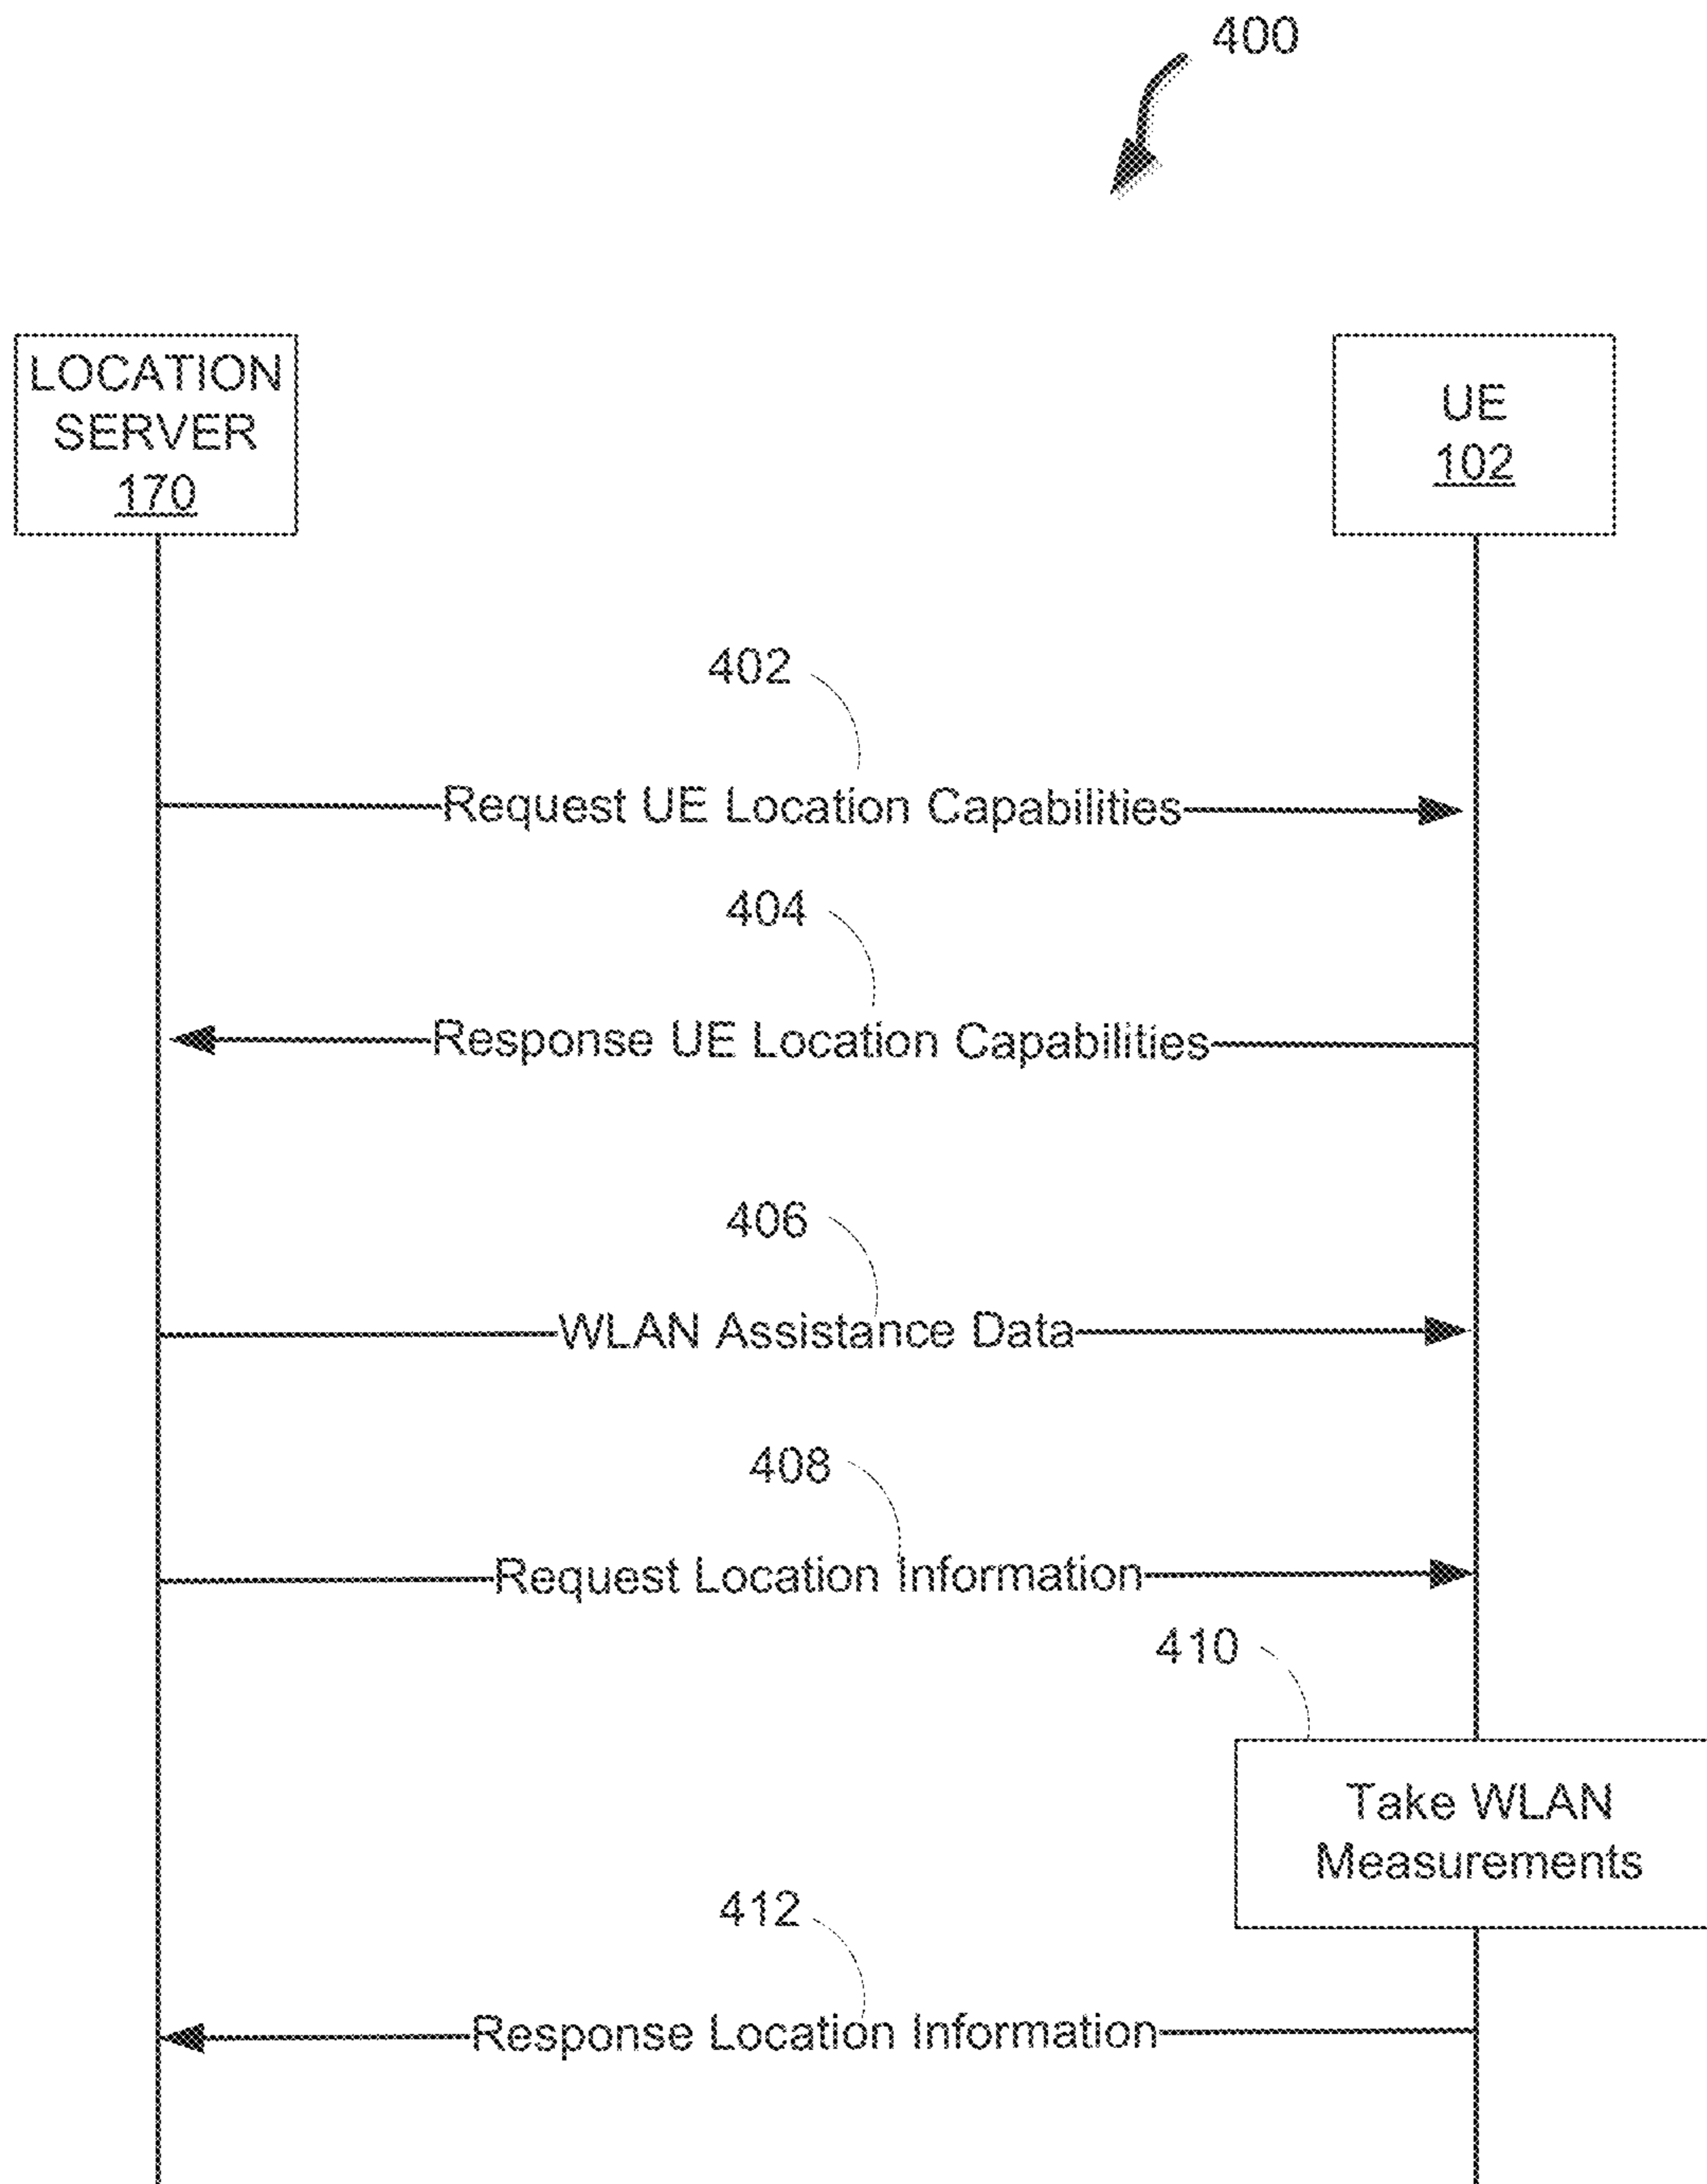 400
LOCATION
SERVER
170
UE
102
402
Request UE Location Capabilities
404
Response UE Location Capabilities
406
WLAN Assistance Data
408
Request Location Information
410
Take WLAN
Measurements
412
Response Location Information